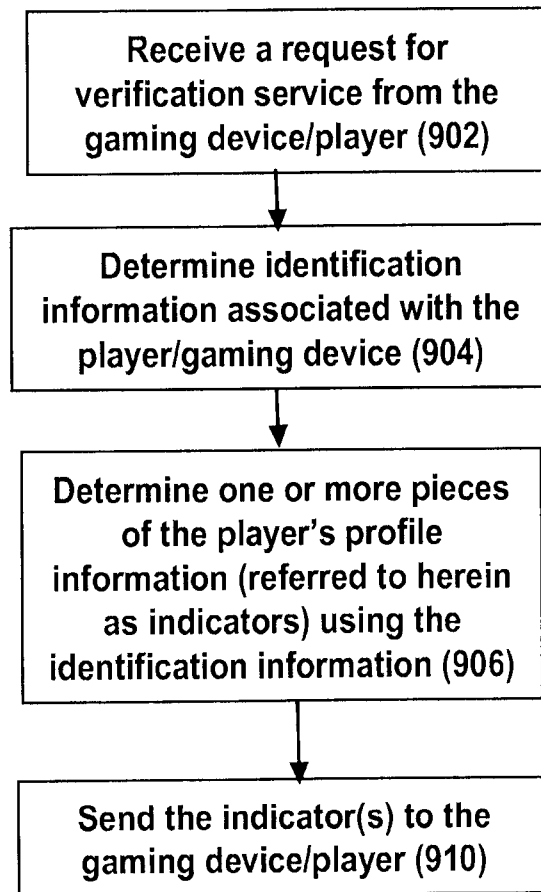 Receive a request for
verification service from the
gaming device/player (902)
Determine identification
information associated with the
player/gaming device (904)
Determine one or more pieces
of the player's profile
information (referred to herein
as indicators) using the
identification information (906)
Send the indicator(s) to the
gaming device/player (910)